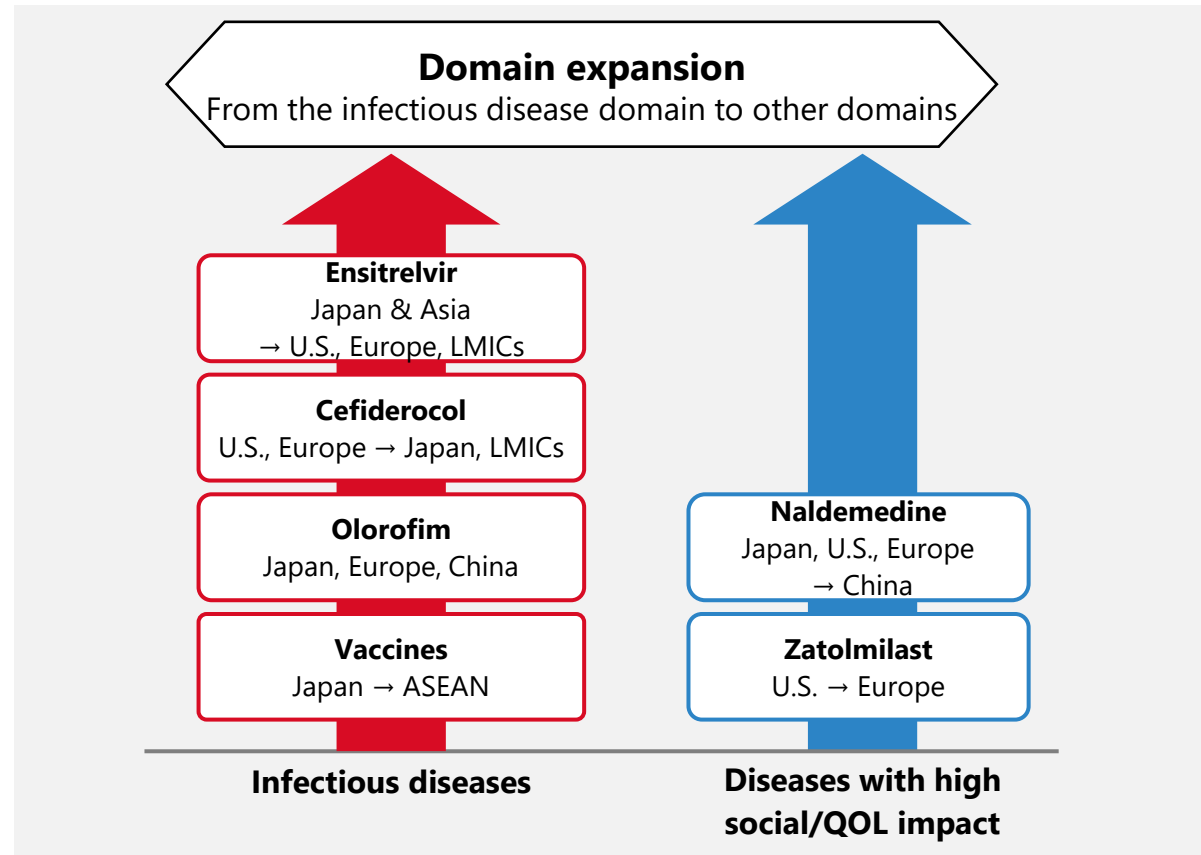 Domain expansion
From the infectious disease domain to other domains
Ensitrelvir
Japan & Asia
→ U.S., Europe, LMICs
Cefiderocol
U.S., Europe → Japan, LMICs
Olorofim
Japan, Europe, China
Vaccines
Japan → ASEAN
Infectious diseases
Naldemedine
Japan, U.S., Europe
→ China
Zatolmilast
U.S. → Europe
Diseases with high
social/QOL impact